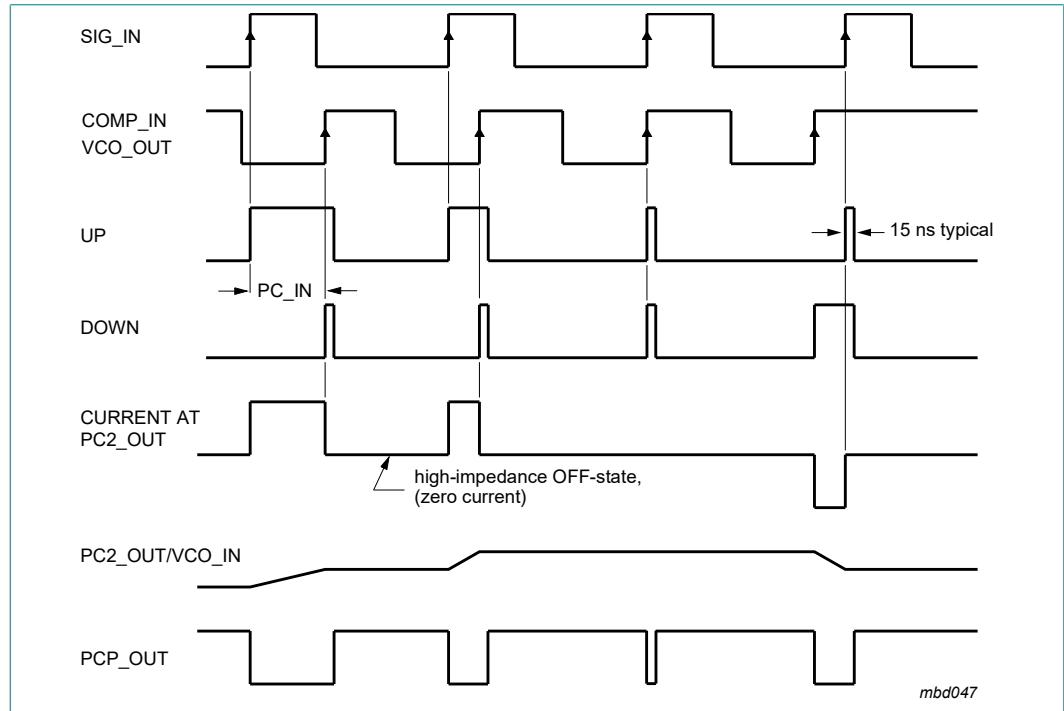 SIG_IN
COMP_IN
VCO_OUT
UP
15 ns typical
PC_IN
DOWN
CURRENT AT
PC2_OUT
high-impedance OFF-state,
(zero current)
PC2_OUT/VCO_IN
PCP_OUT
mbd047